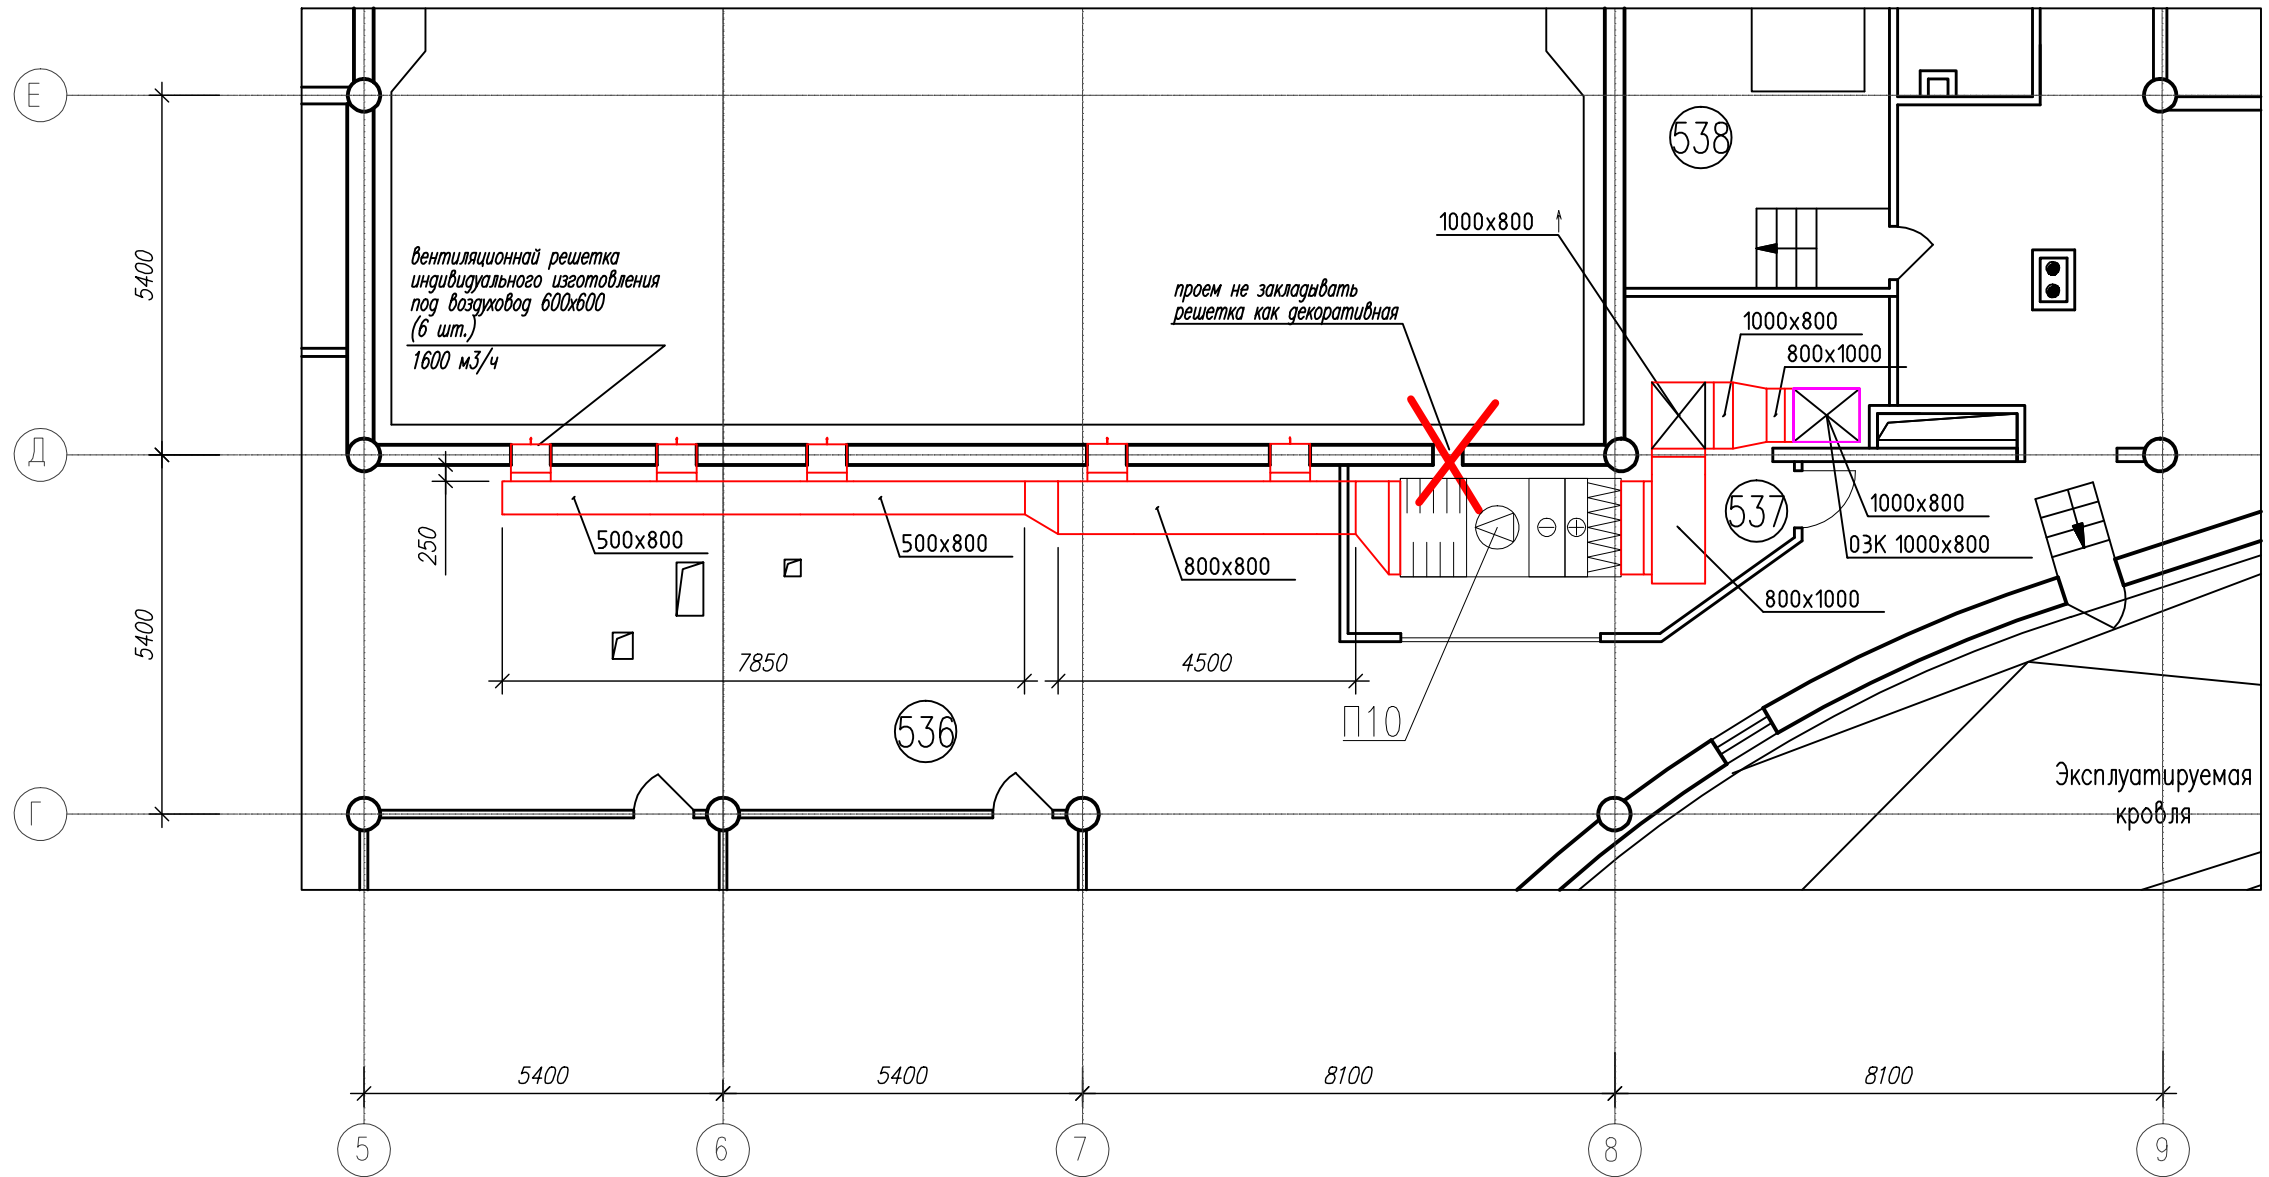 Е
538
1000х800
5400
вентиляционнай решетка
индивидуального изготовления
под воздуховод 600х600
(6 шт.)
1600 м3/ч
проем не закладывать
решетка как декоративная
1000х800
800х1000
Д
537
1000х800
ОЗК 1000х800
250
500х800
500х800
800х800
800х1000
5400
7850
4500
П10
536
Эксплуатируемая
кровля
Г
5400
5400
8100
8100
5
6
7
8
9